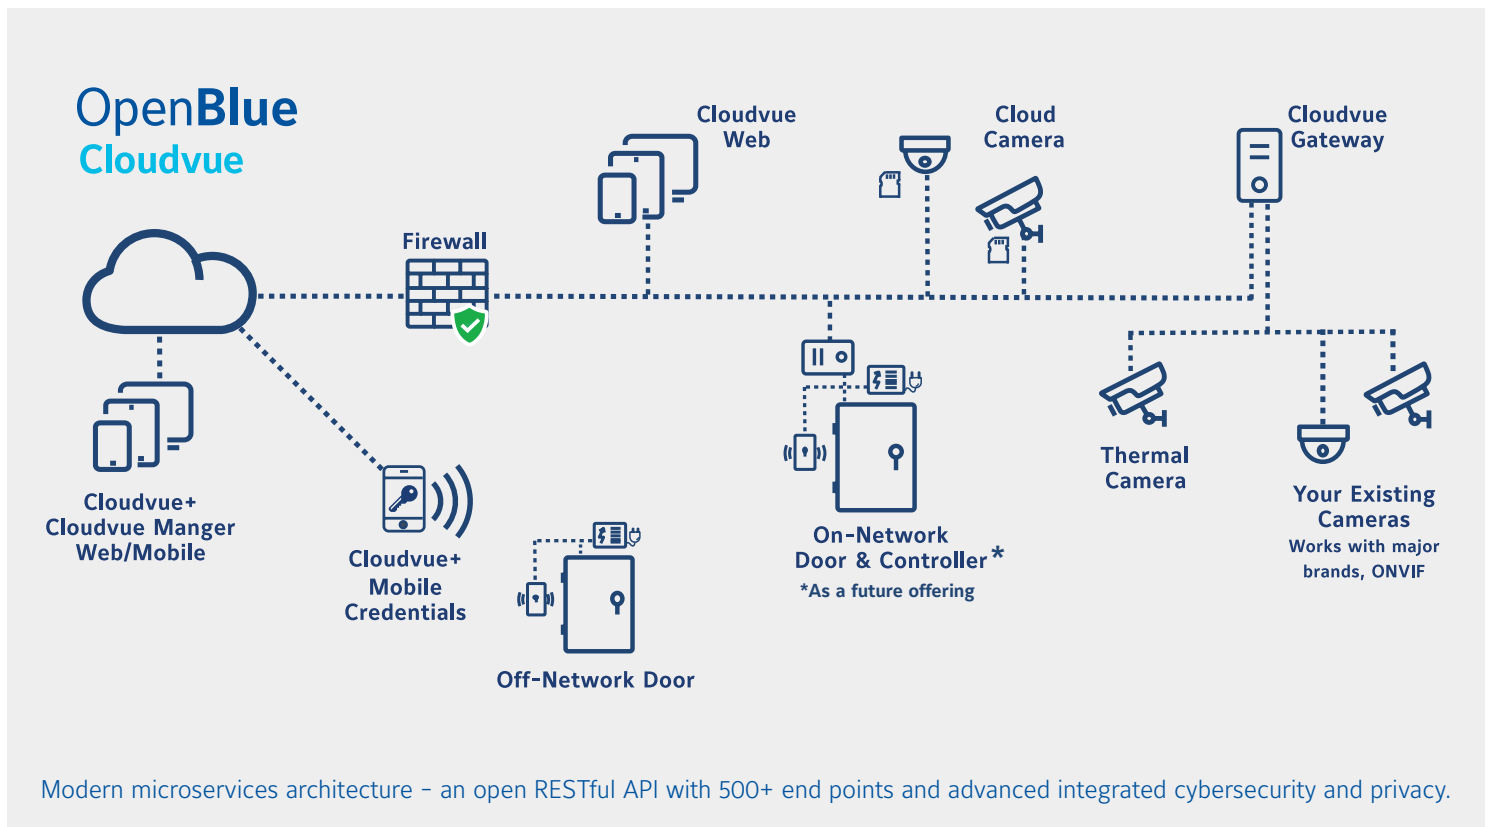 OpenBlue
Cloudvue
Cloudvue
Web
Cloud
Camera
Cloudvue
Gateway
Firewall
Cloudvue+
Cloudvue Manger
Web/Mobile
Cloudvue+
Mobile
Credentials
Off-Network Door
On-Network
Door & Controller*
*As a future offering
Thermal
Camera
Your Existing
Cameras
Works with major
brands, ONVIF
Modern microservices architecture – an open RESTful API with 500+ end points and advanced integrated cybersecurity and privacy.